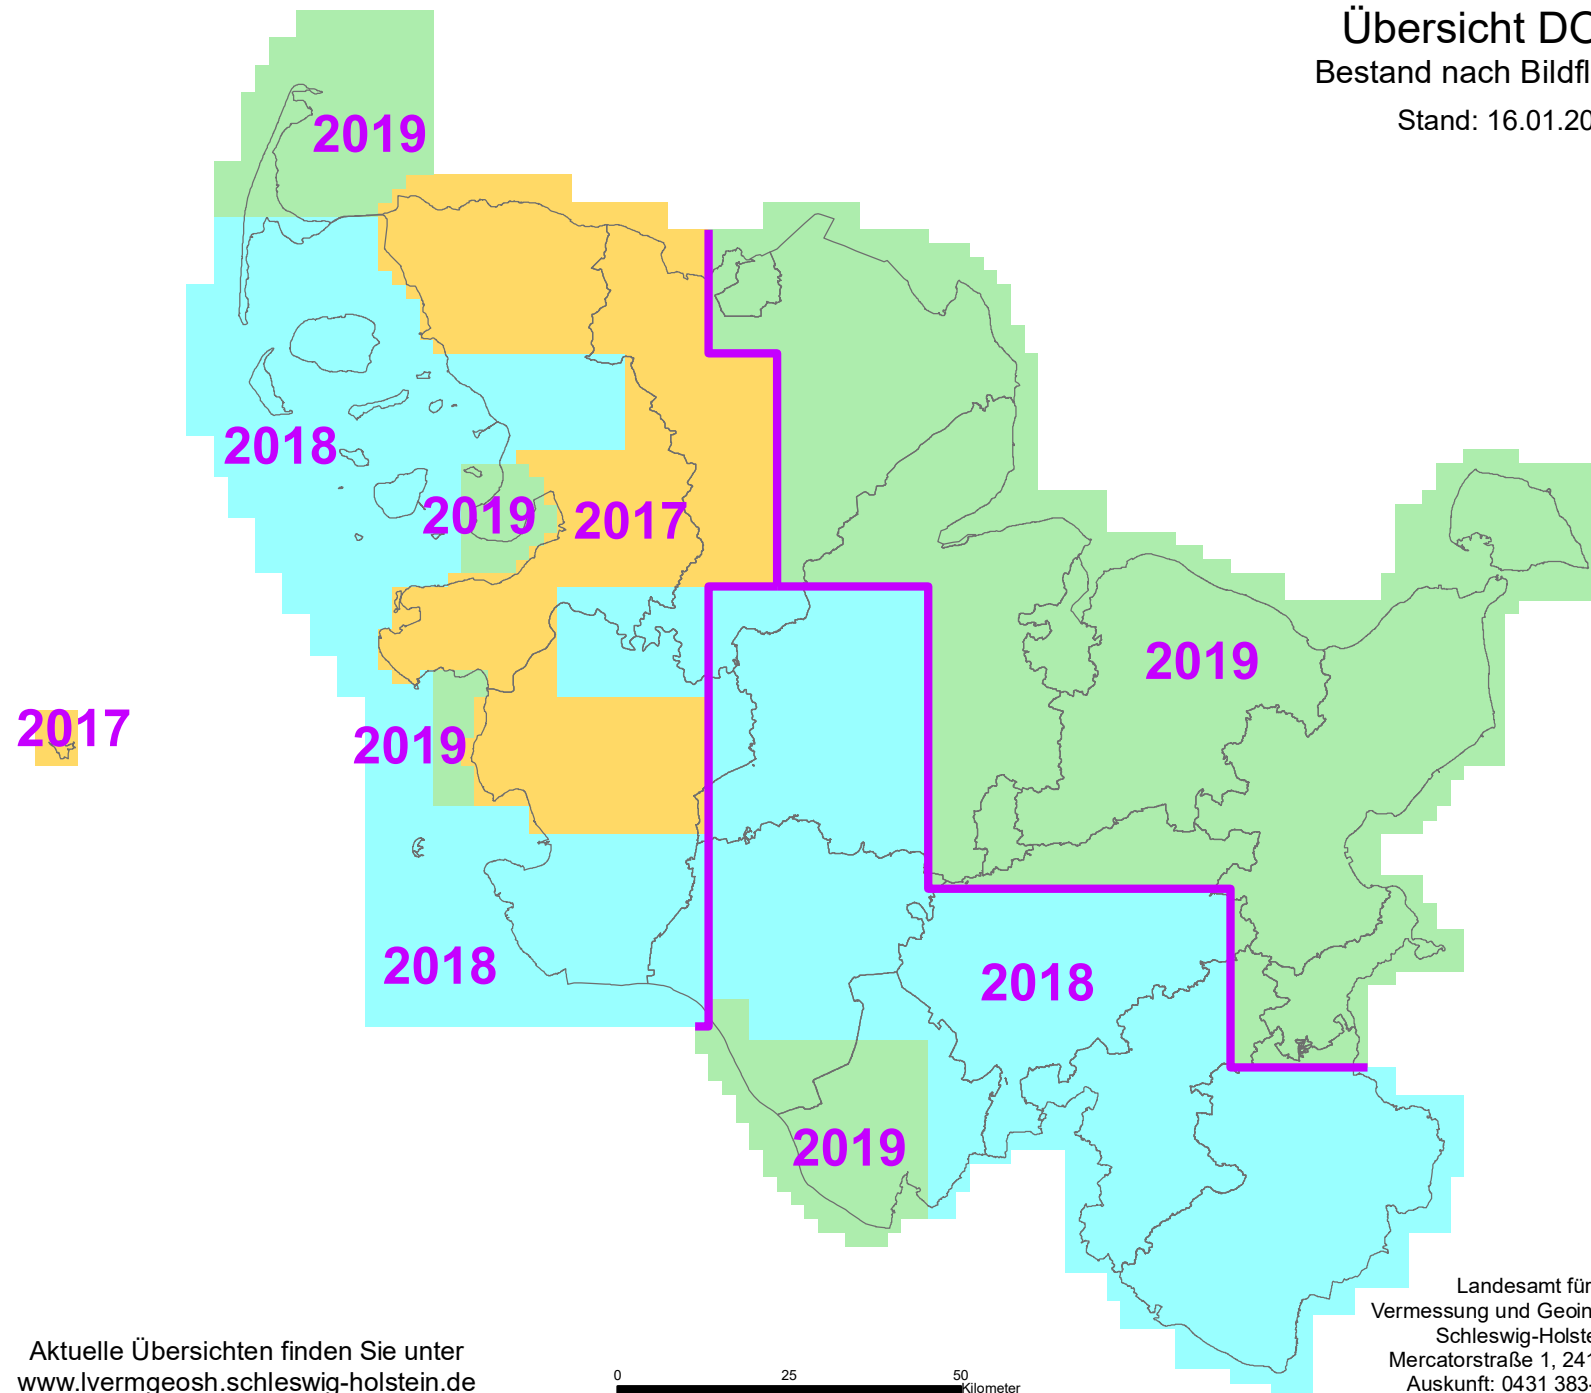 Übersicht DO
Bestand nach Bildfl
Stand: 16.01.20
2019
2018
2019
2017
2019
2017
2019
2018
2018
2019
Landesamt für
Vermessung und Geoin
Schleswig-Holste
Mercatorstraße 1, 241
Auskunft: 0431 383-
Aktuelle Übersichten finden Sie unter
www.lvermgeosh.schleswig-holstein.de
0 25 50
Kilometer